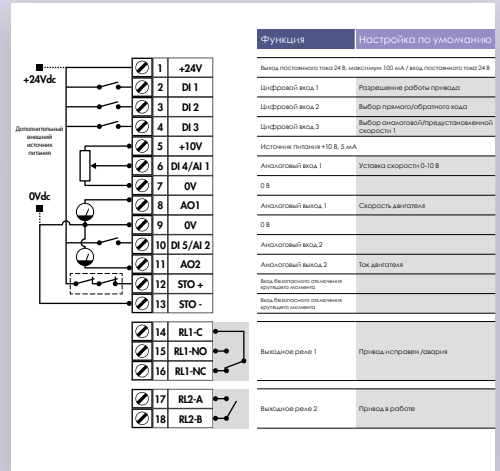 Функция Настройка по умолчанию
+24Vdc
Дополнительный
внешний
источник
питания
0Vdc
1 +24V Выход постоянного тока 24 В, максимум 100 мА / вход постоянного тока 24 В
2 DI 1 Цифровой вход 1 Разрешение работы привода
3 DI 2 Цифровой вход 2 Выбор прямого/обратного хода
4 DI 3 Цифровой вход 3 Выбор аналоговой/предустановленной
скорости 1
5 +10V Источник питания +10 В, 5 мА
6 DI 4/AI 1 Аналоговый вход 1 Уставка скорости 0-10 В
7 0V 0 В
8 AO1 Аналоговый выход 1 Скорость двигателя
9 0V 0 В
10 DI 5/AI 2 Аналоговый вход 2
11 AO2 Аналоговый выход 2 Ток двигателя
12 STO + Вход безопасного отключения
крутящего момента
13 STO - Вход безопасного отключения
крутящего момента
14 RL1-C
15 RL1-NO Выходное реле 1 Привод исправен /авария
16 RL1-NC
17 RL2-A
Выходное реле 2 Привод в работе
18 RL2-B